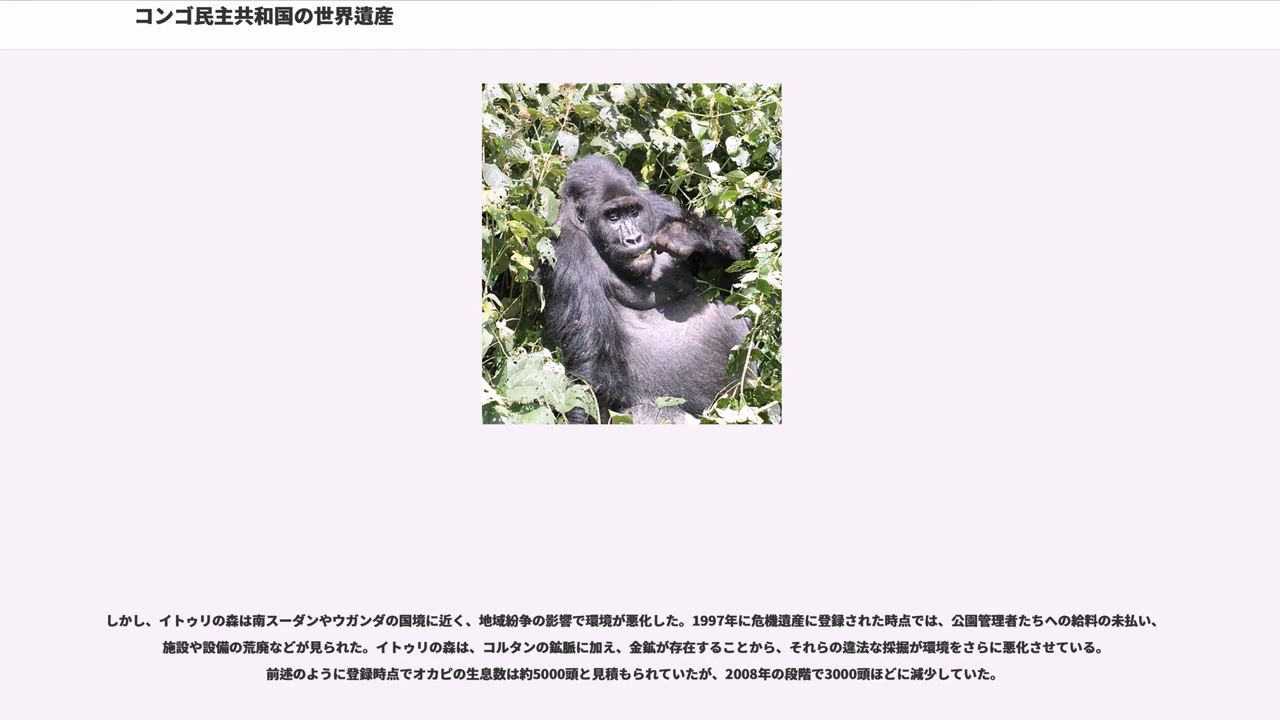 コンゴ民主共和国の世界遺産
しかし、イトゥリの森は南スーダンやウガンダの国境に近く、地域紛争の影響で環境が悪化した。1997年に危機遺産に登録された時点では、公園管理者たちへの給料の未払い、
施設や設備の荒廃などが見られた。イトゥリの森は、コルタンの鉱脈に加え、金鉱が存在することから、それらの違法な採掘が環境をさらに悪化させている。
前述のように登録時点でオカピの生息数は約5000頭と見積もられていたが、2008年の段階で3000頭ほどに減少していた。